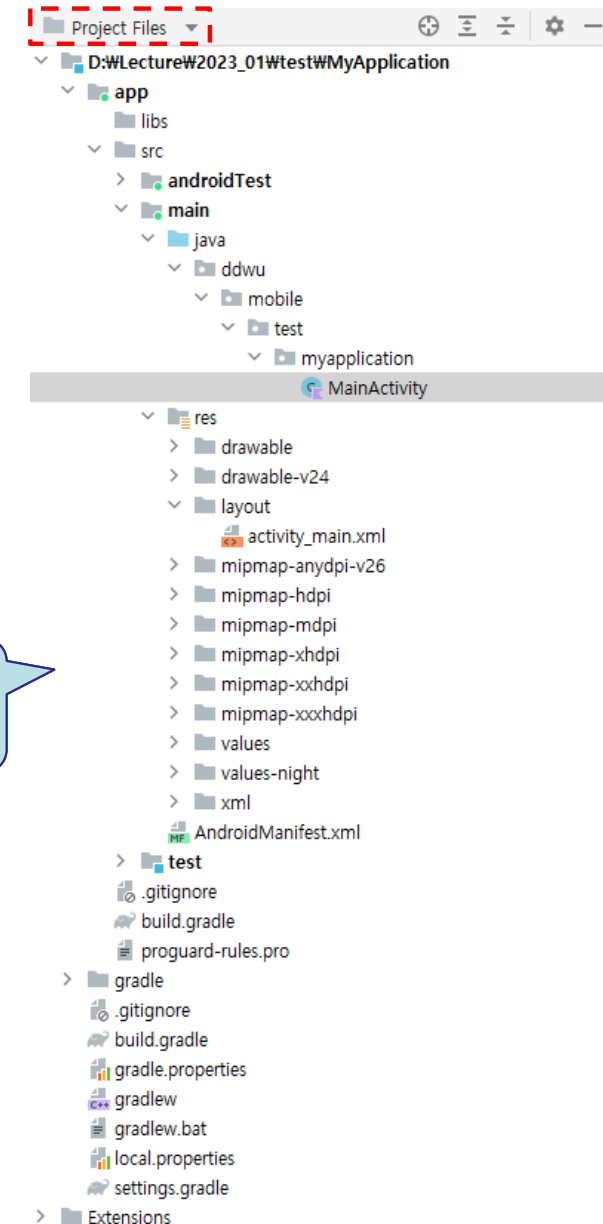 Project Files
D:₩Lecture₩2023_01₩test₩MyApplication
app
libs
src
androidTest
main
java
ddwu
mobile
test
myapplication
MainActivity
res
drawable
drawable-v24
layout
activity_main.xml
mipmap-anydpi-v26
mipmap-hdpi
mipmap-mdpi
mipmap-xhdpi
mipmap-xxhdpi
mipmap-xxxhdpi
values
values-night
xml
MF AndroidManifest.xml
test
.gitignore
build.gradle
proguard-rules.pro
gradle
.gitignore
build.gradle
gradle.properties
C++ gradlew
gradlew.bat
local.properties
settings.gradle
Extensions